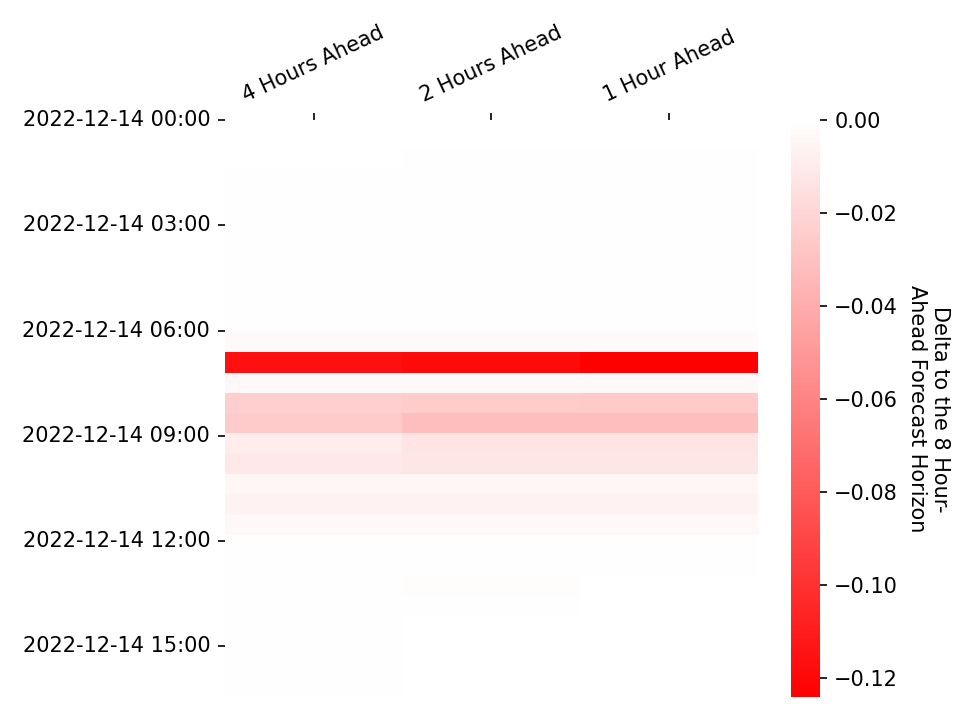 4 Hours Ahead
2 Hours Ahead
1 Hour Ahead
2022-12-14 00:00
2022-12-14 03:00
2022-12-14 06:00
2022-12-14 09:00
2022-12-14 12:00
2022-12-14 15:00
0.00
−0.02
−0.04
−0.06
−0.08
−0.10
−0.12
Delta to the 8 Hour-
Ahead Forecast Horizon